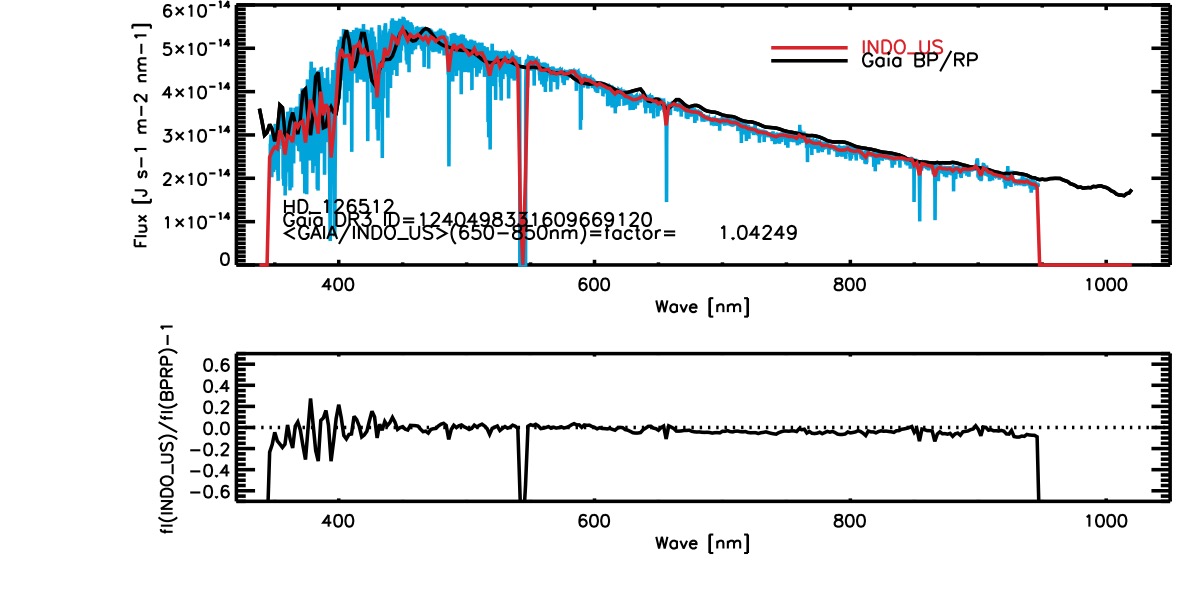 6×10−14
5×10−14
4×10−14
3×10−14
2×10−14
1×10−14
0
Flux [J s−1 m−2 nm−1]
INDO_US
Gaia BP/RP
HD_126512
Gaia DR3 ID=1240498331609669120
<GAIA/INDO_US>(650−850nm)=factor= 1.04249
400 600 800 1000
Wave [nm]
fl(INDO_US)/fl(BPRP)−1
0.6
0.4
0.2
0.0
−0.2
−0.4
−0.6
400 600 800 1000
Wave [nm]